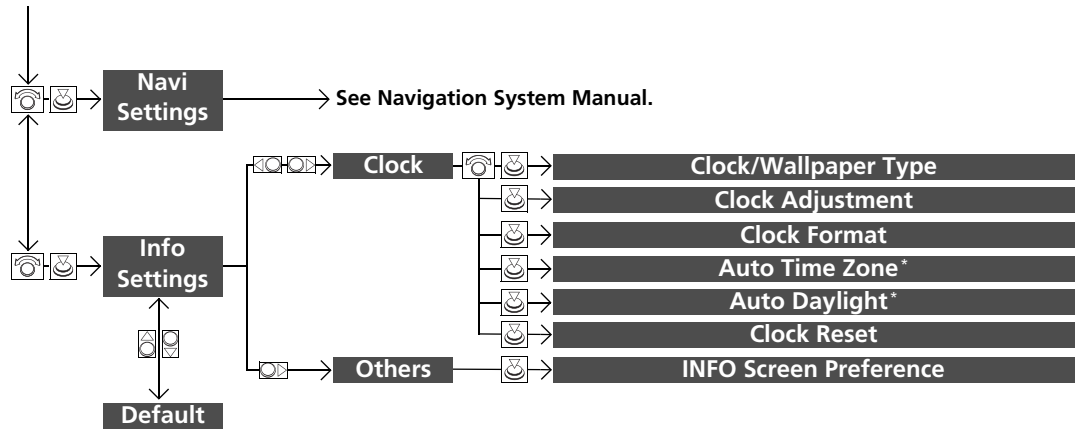 Navi
Settings
See Navigation System Manual.
Clock
Clock/Wallpaper Type
Clock Adjustment
Clock Format
Info
Settings
Auto Time Zone*
Auto Daylight*
Clock Reset
Others
INFO Screen Preference
Default